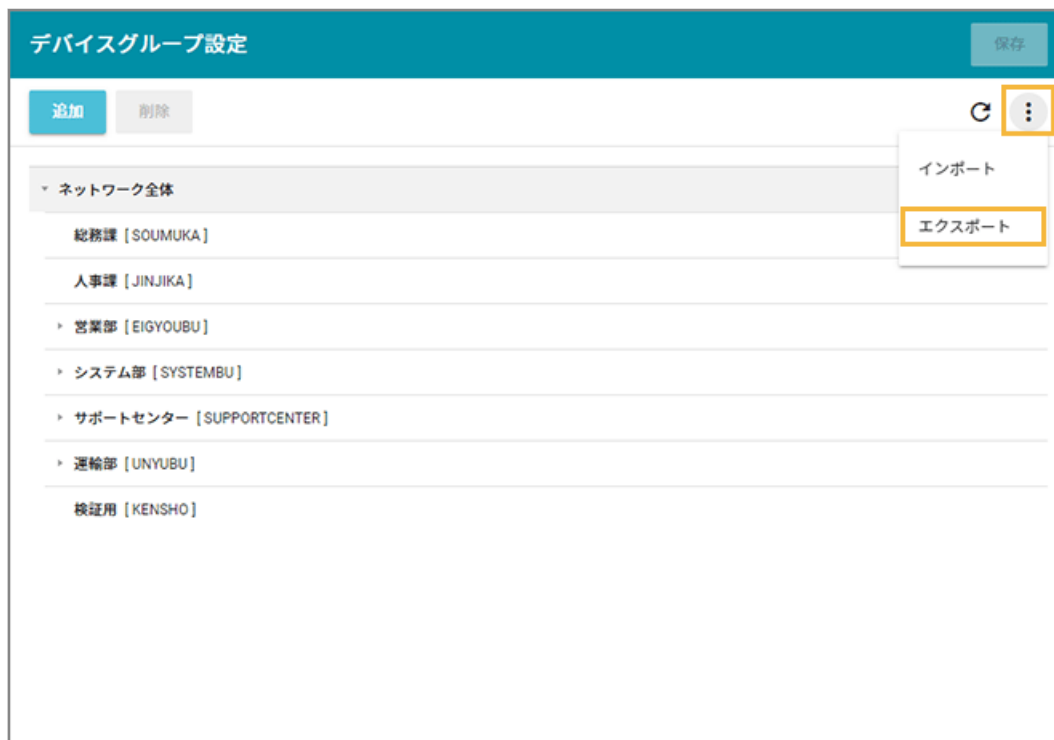 デバイスグループ設定
保存
追加 削除
インポート
エクスポート
ネットワーク全体
総務課 [ SOUMUKA ]
人事課 [ JINJIKA ]
営業部 [ EIGYOUBU ]
システム部 [ SYSTEMBU ]
サポートセンター [ SUPPORTCENTER ]
運輸部 [ UNYUBU ]
検証用 [ KENSHO ]